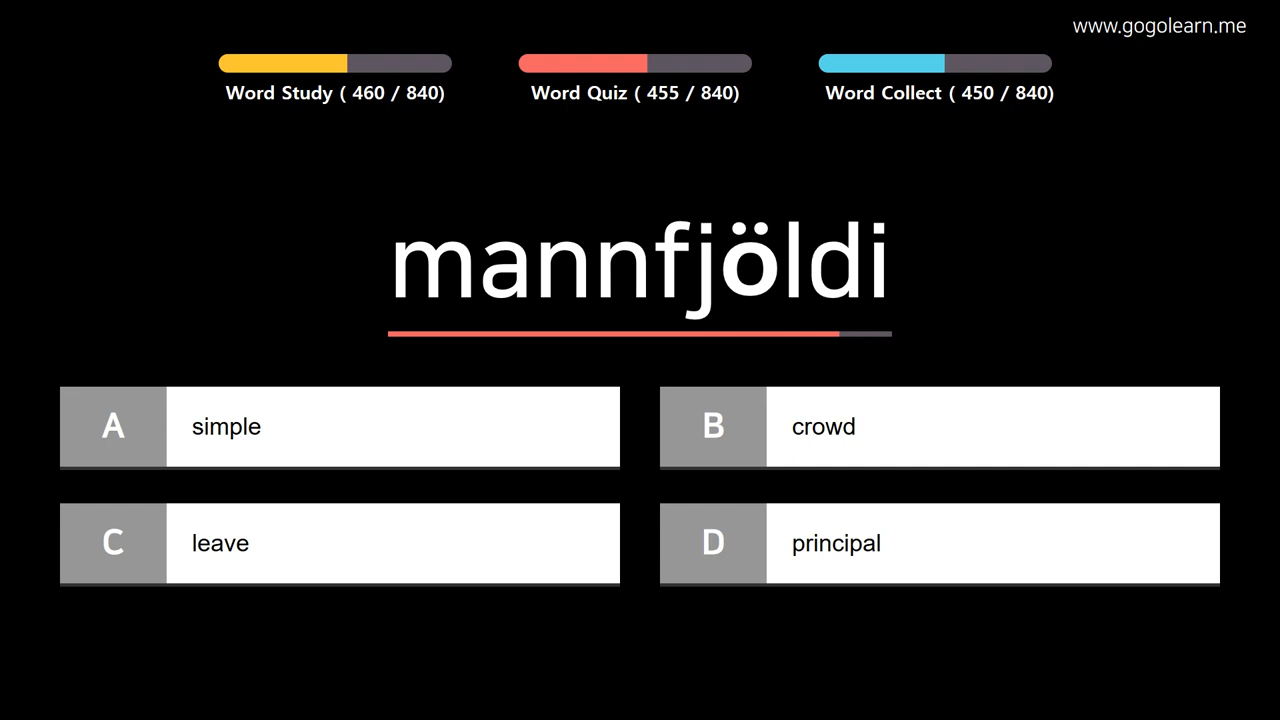 www.gogolearn.me
Word Study ( 460 / 840)
Word Quiz ( 455 / 840)
Word Collect ( 450 / 840)
mannfjöldi
A simple
B crowd
C leave
D principal